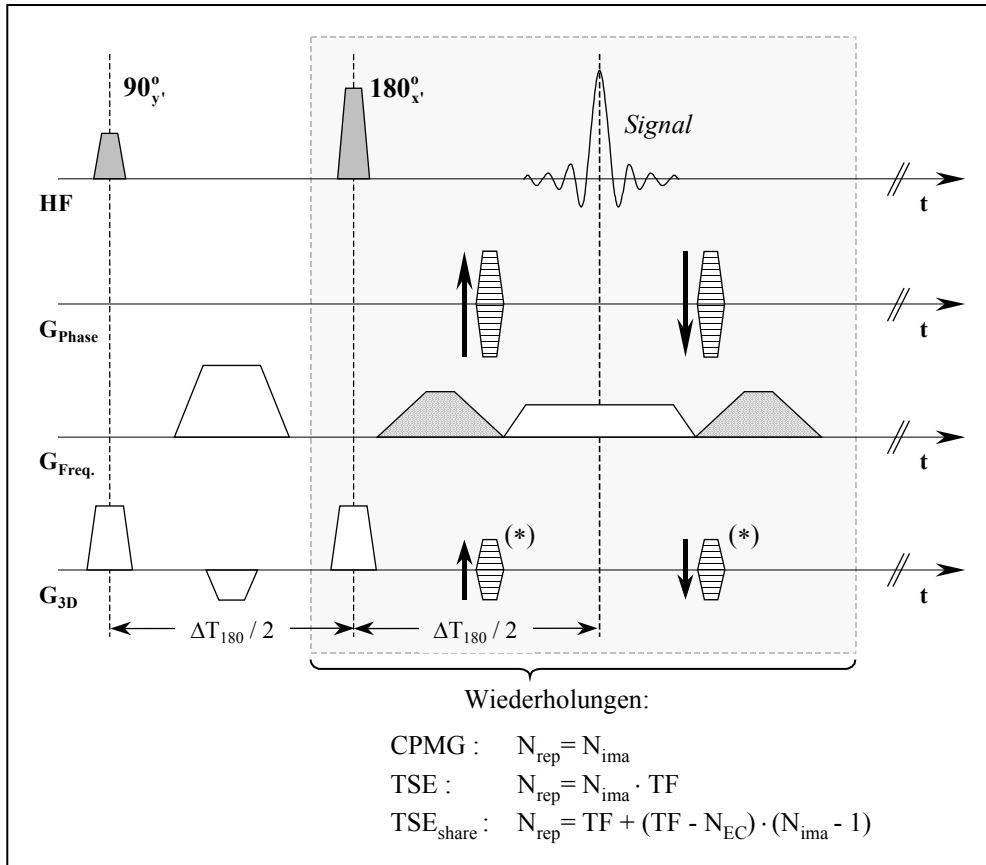 90°y' 180°x'
Signal
HF t
GPhase t
GFreq. t
(*) (*)
G3D t
ΔT180 / 2 ΔT180 / 2
Wiederholungen:
CPMG : Nrep= Nima
TSE : Nrep= Nima · TF
TSEshare : Nrep= TF + (TF - NEC) · (Nima - 1)